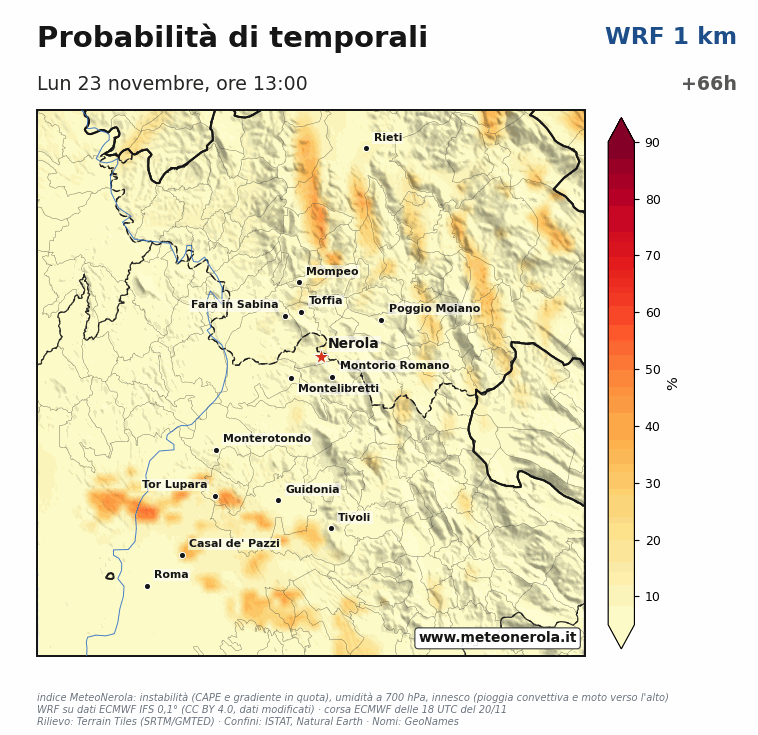 Probabilità di temporali
WRF 1 km
Lun 23 novembre, ore 13:00
+66h
Rieti
Mompeo
Toffia
Fara in Sabina
Poggio Moiano
Nerola
Montorio Romano
Montelibretti
Monterotondo
Tor Lupara
Guidonia
Tivoli
Casal de' Pazzi
Roma
www.meteonerola.it
90
80
70
60
50
40
30
20
10
%
indice MeteoNerola: instabilità (CAPE e gradiente in quota), umidità a 700 hPa, innesco (pioggia convettiva e moto verso l'alto)
WRF su dati ECMWF IFS 0,1° (CC BY 4.0, dati modificati) · corsa ECMWF delle 18 UTC del 20/11
Rilievo: Terrain Tiles (SRTM/GMTED) · Confini: ISTAT, Natural Earth · Nomi: GeoNames